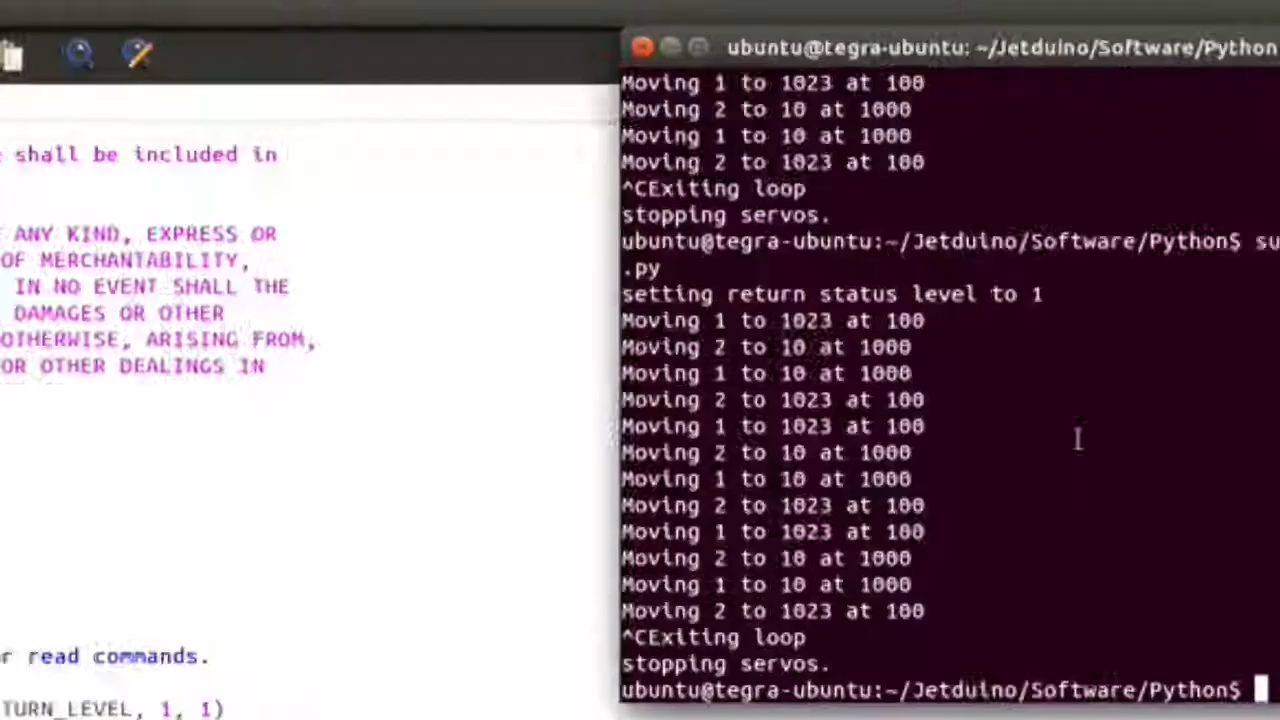 shall be included in
ANY KIND, EXPRESS OR
OF MERCHANTABILITY,
IN NO EVENT SHALL THE
DAMAGES OR OTHER
OTHERWISE, ARISING FROM,
OR OTHER DEALINGS IN
r read commands.
TURN_LEVEL, 1, 1)
ubuntu@tegra-ubuntu: ~/Jetduino/Software/Python
Moving 1 to 1023 at 100
Moving 2 to 10 at 1000
Moving 1 to 10 at 1000
Moving 2 to 1023 at 100
^CExiting loop
stopping servos.
ubuntu@tegra-ubuntu:~/Jetduino/Software/Python$ su
.py
setting return status level to 1
Moving 1 to 1023 at 100
Moving 2 to 10 at 1000
Moving 1 to 10 at 1000
Moving 2 to 1023 at 100
Moving 1 to 1023 at 100
Moving 2 to 10 at 1000
Moving 1 to 10 at 1000
Moving 2 to 1023 at 100
Moving 1 to 1023 at 100
Moving 2 to 10 at 1000
Moving 1 to 10 at 1000
Moving 2 to 1023 at 100
^CExiting loop
stopping servos.
ubuntu@tegra-ubuntu:~/Jetduino/Software/Python$